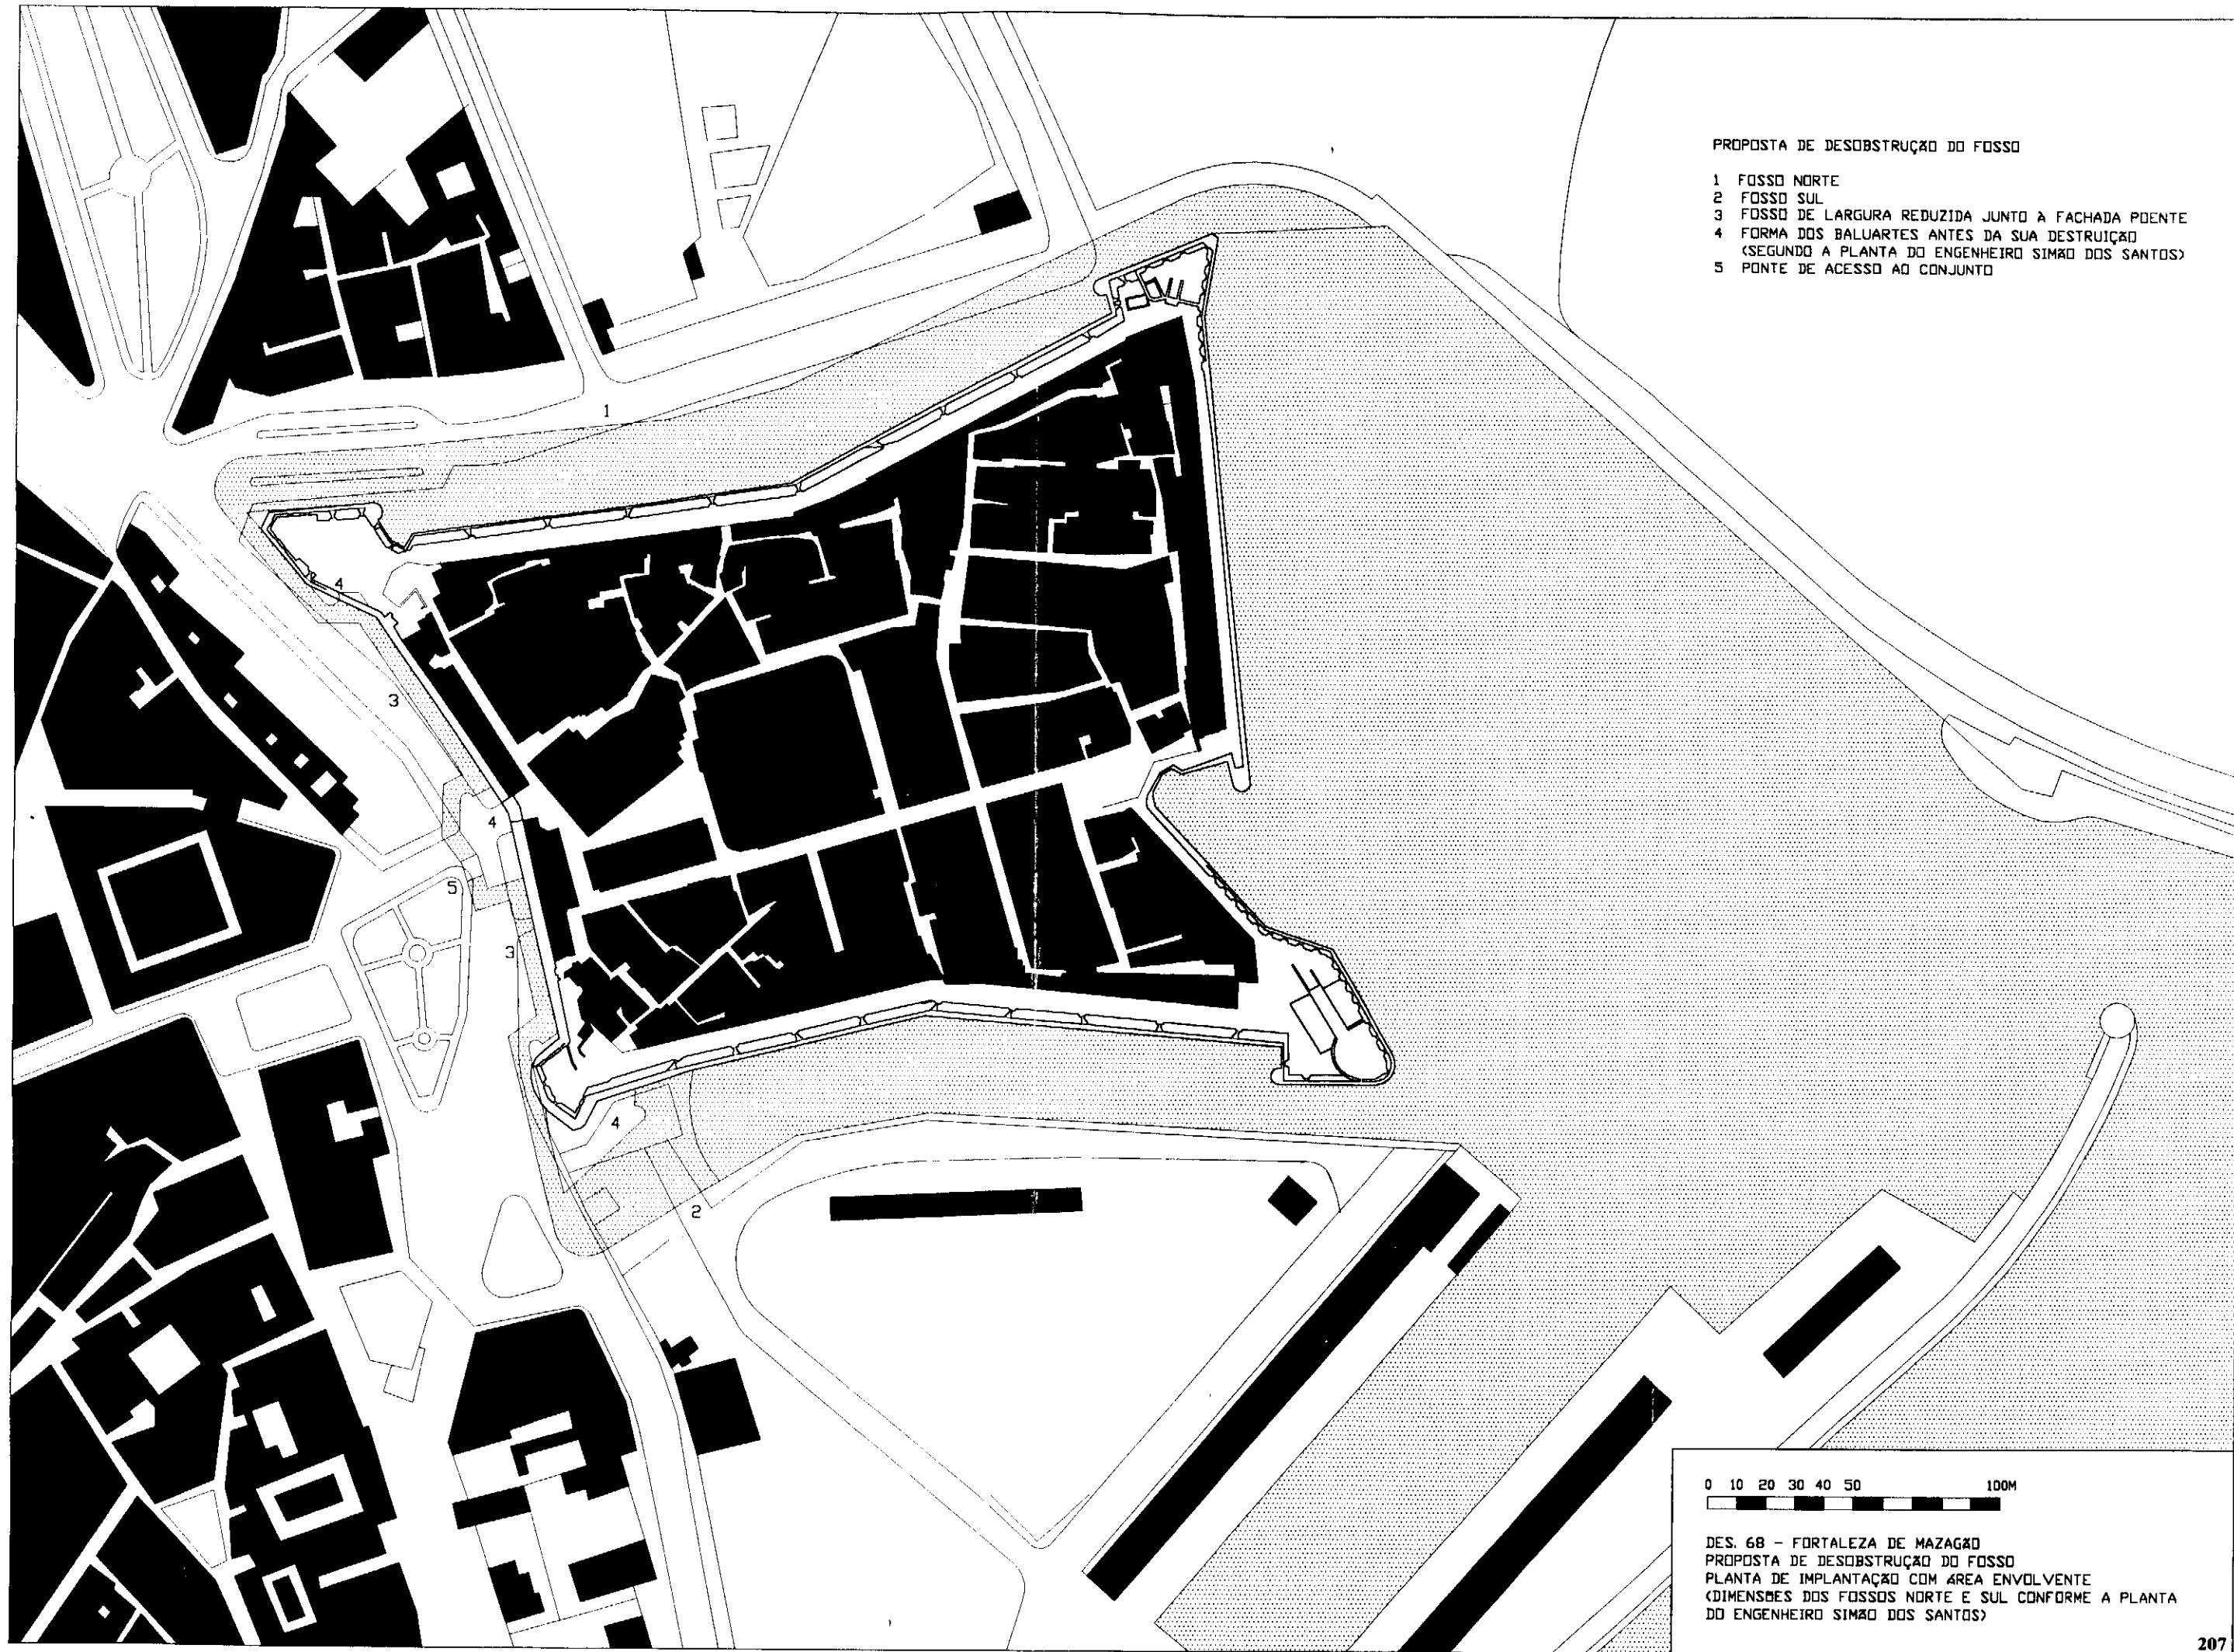 PROPOSTA DE DESOBSTRUÇÃO DO FOSSO
1 FOSSO NORTE
2 FOSSO SUL
3 FOSSO DE LARGURA REDUZIDA JUNTO À FACHADA POENTE
4 FORMA DOS BALUARTES ANTES DA SUA DESTRUIÇÃO
(SEGUNDO A PLANTA DO ENGENHEIRO SIMÃO DOS SANTOS)
5 PONTE DE ACESSO AO CONJUNTO
1
4
3
4
5
3
4
2
0 10 20 30 40 50 100M
DES. 68 - FORTALEZA DE MAZAGÃO
PROPOSTA DE DESOBSTRUÇÃO DO FOSSO
PLANTA DE IMPLANTAÇÃO COM ÁREA ENVOLVENTE
(DIMENSÕES DOS FOSSOS NORTE E SUL CONFORME A PLANTA
DO ENGENHEIRO SIMÃO DOS SANTOS)
207